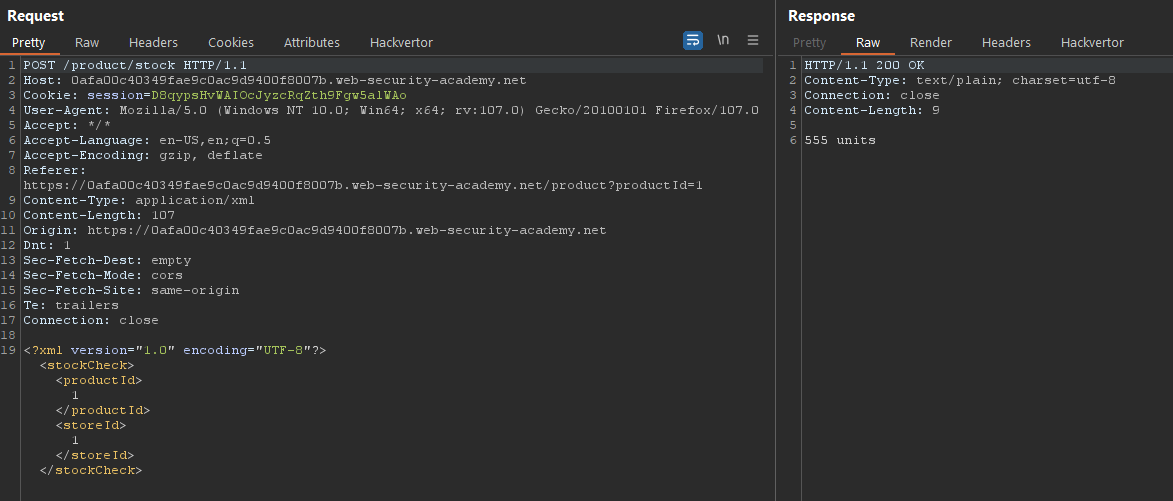 Request
Pretty Raw Headers Cookies Attributes Hackvertor \n
1 POST /product/stock HTTP/1.1
2 Host: 0afa00c40349fae9c0ac9d9400f8007b.web-security-academy.net
3 Cookie: session=D8qypsHvWAIOcJyzcRqZth9Fgw5alWAo
4 User-Agent: Mozilla/5.0 (Windows NT 10.0; Win64; x64; rv:107.0) Gecko/20100101 Firefox/107.0
5 Accept: */*
6 Accept-Language: en-US,en;q=0.5
7 Accept-Encoding: gzip, deflate
8 Referer:
https://0afa00c40349fae9c0ac9d9400f8007b.web-security-academy.net/product?productId=1
9 Content-Type: application/xml
10 Content-Length: 107
11 Origin: https://0afa00c40349fae9c0ac9d9400f8007b.web-security-academy.net
12 Dnt: 1
13 Sec-Fetch-Dest: empty
14 Sec-Fetch-Mode: cors
15 Sec-Fetch-Site: same-origin
16 Te: trailers
17 Connection: close
18
19 <?xml version="1.0" encoding="UTF-8"?>
<stockCheck>
<productId>
1
</productId>
<storeId>
1
</storeId>
</stockCheck>
Response
Pretty Raw Render Headers Hackvertor
1 HTTP/1.1 200 OK
2 Content-Type: text/plain; charset=utf-8
3 Connection: close
4 Content-Length: 9
5
6 555 units